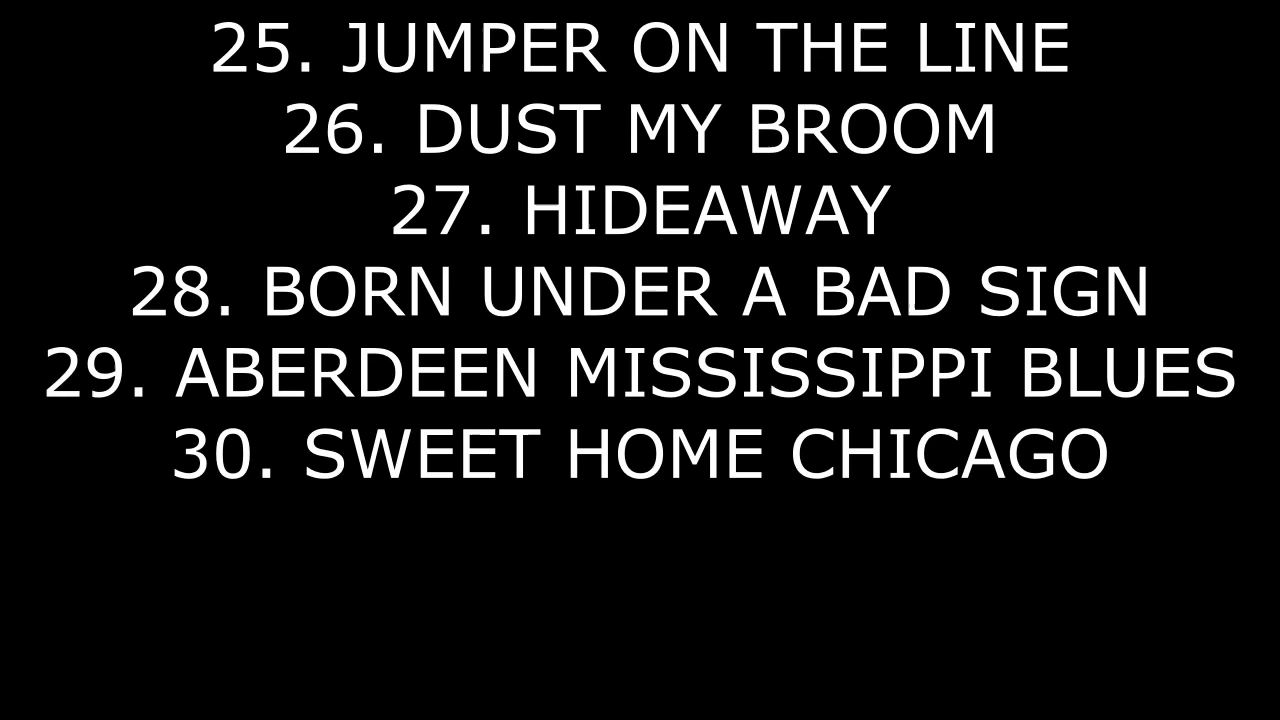 25. JUMPER ON THE LINE
26. DUST MY BROOM
27. HIDEAWAY
28. BORN UNDER A BAD SIGN
29. ABERDEEN MISSISSIPPI BLUES
30. SWEET HOME CHICAGO